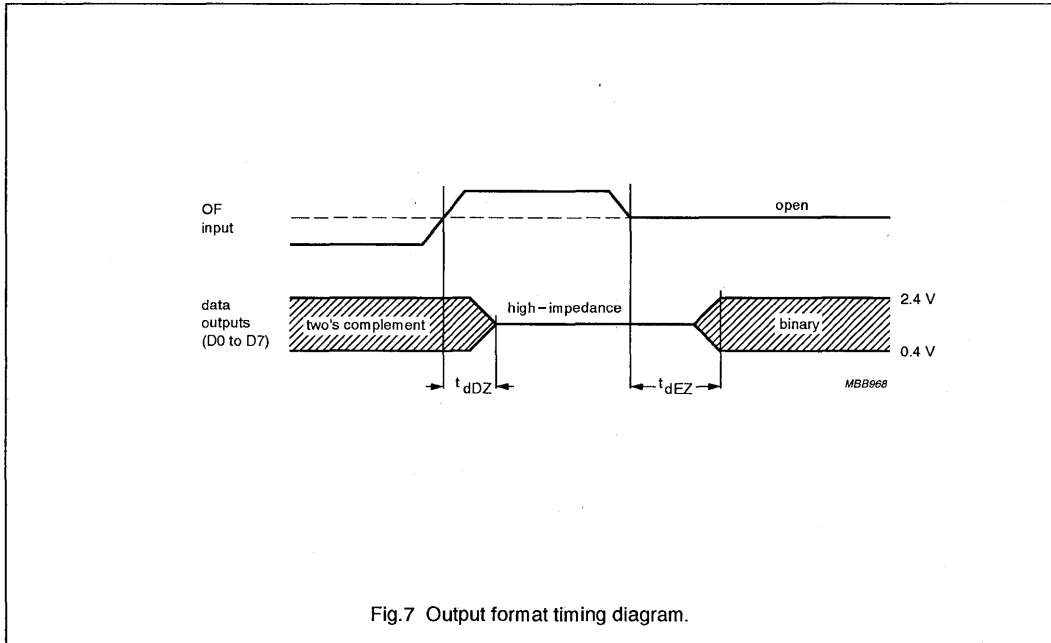 OF
input
open
data
outputs
(D0 to D7)
two's complement
high-impedance
binary
2.4 V
0.4 V
t dDZ
t dEZ
MBB968
Fig.7 Output format timing diagram.